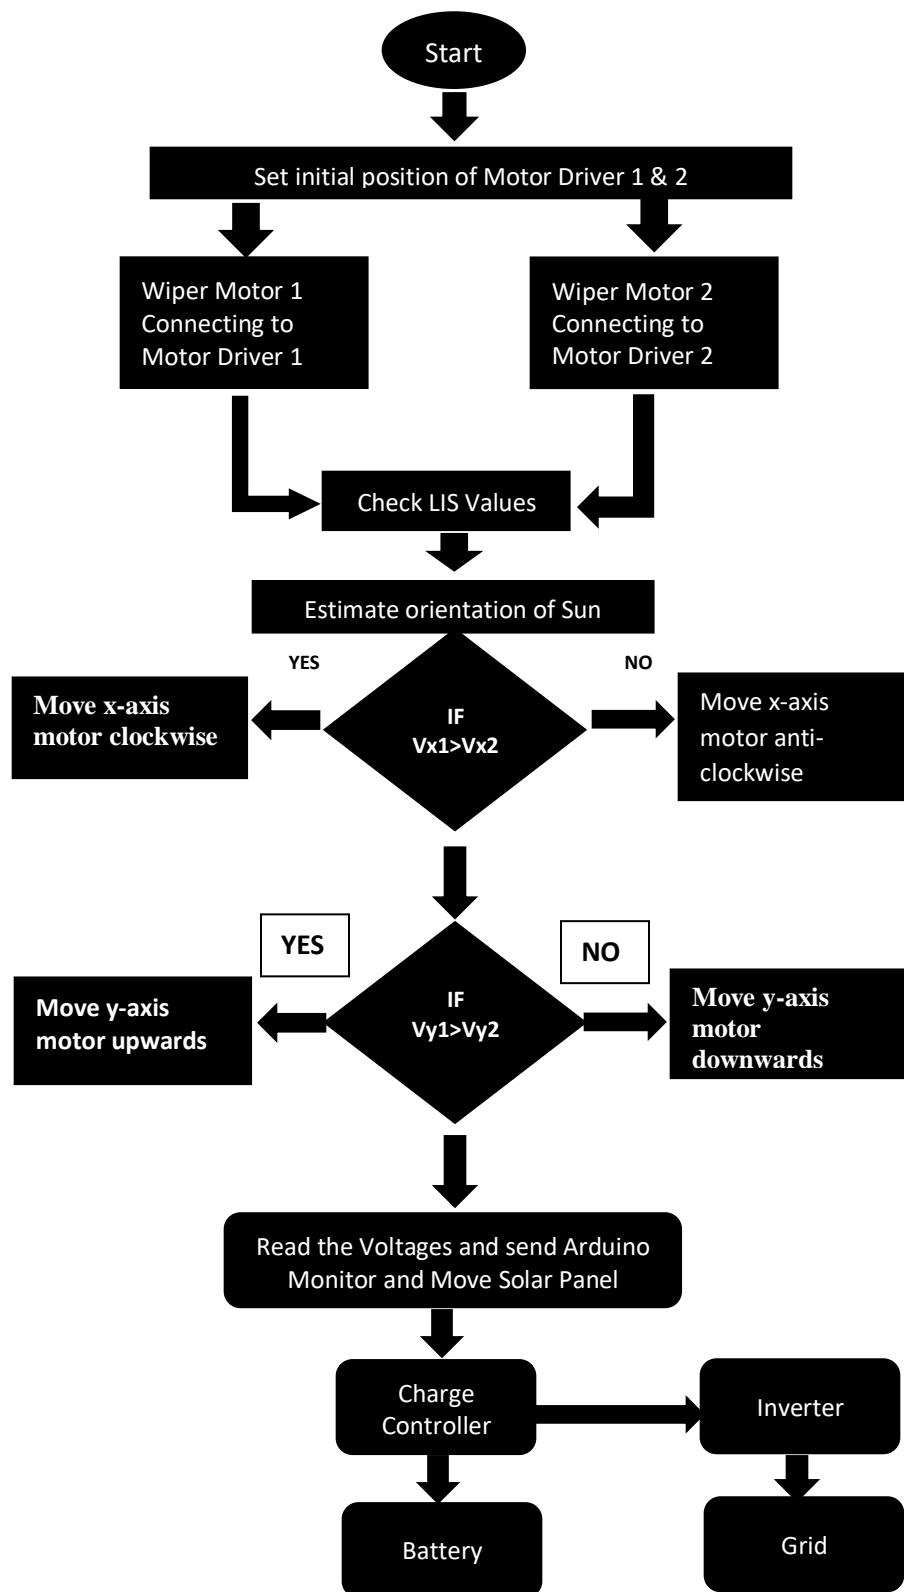 Start
Set initial position of Motor Driver 1 & 2
Wiper Motor 1
Connecting to
Motor Driver 1
Wiper Motor 2
Connecting to
Motor Driver 2
Check LIS Values
Estimate orientation of Sun
YES
NO
Move x-axis
motor clockwise
IF
Vx1>Vx2
Move x-axis
motor anti-
clockwise
YES
NO
Move y-axis
motor upwards
IF
Vy1>Vy2
Move y-axis
motor
downwards
Read the Voltages and send Arduino
Monitor and Move Solar Panel
Charge
Controller
Inverter
Battery
Grid